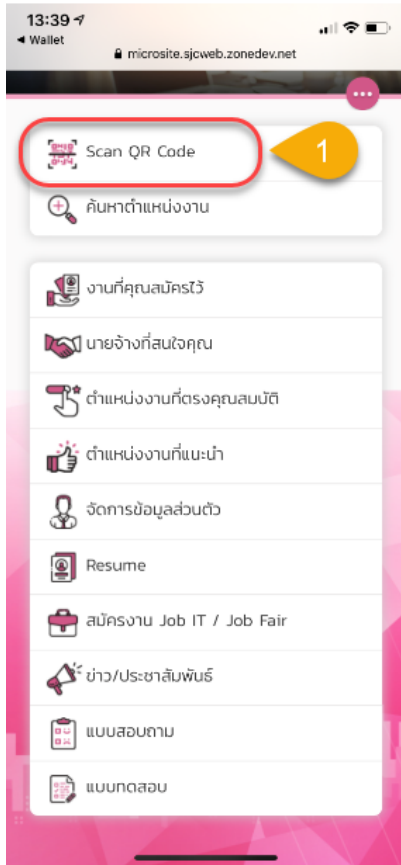 13:39
◀ Wallet
microsite.sjcweb.zonedev.net
Scan QR Code
1
ค้นหาตำแหน่งงาน
งานที่คุณสมัครไว้
นายจ้างที่สนใจคุณ
ตำแหน่งงานที่ตรงคุณสมบัติ
ตำแหน่งงานที่แนะนำ
จัดการข้อมูลส่วนตัว
Resume
สมัครงาน Job IT / Job Fair
ข่าว/ประชาสัมพันธ์
แบบสอบถาม
แบบทดสอบ